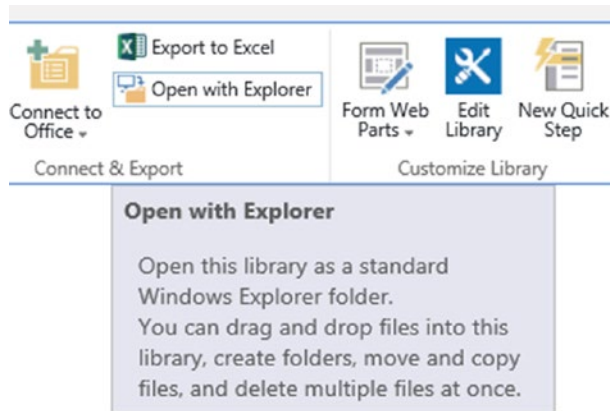 Export to Excel
Open with Explorer
Connect to
Office
Form Web
Parts
Edit
Library
New Quick
Step
Connect & Export
Customize Library
Open with Explorer
Open this library as a standard
Windows Explorer folder.
You can drag and drop files into this
library, create folders, move and copy
files, and delete multiple files at once.